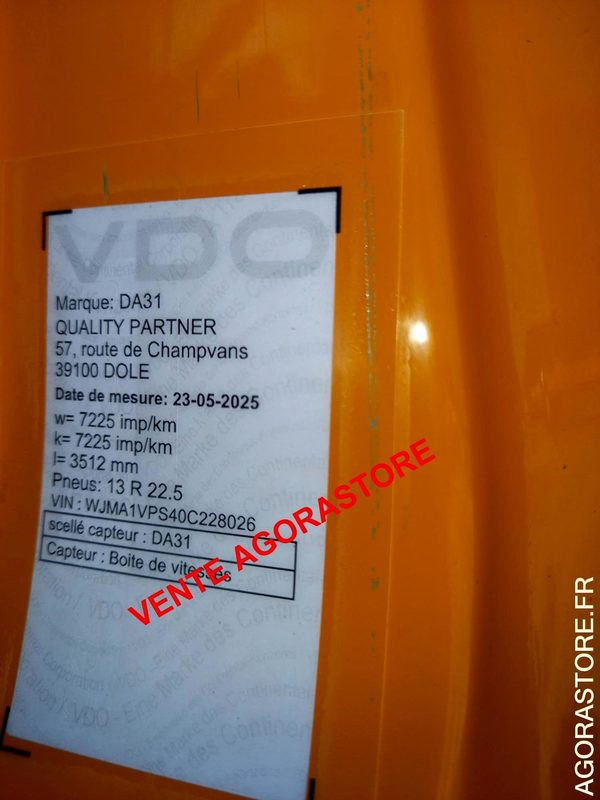 VDO
Marque: DA31
QUALITY PARTNER
57, route de Champvans
39100 DOLE
Date de mesure: 23-05-2025
w= 7225 imp/km
k= 7225 imp/km
l= 3512 mm
Pneus: 13 R 22.5
VIN : WJMA1VPS40C228026
scellé capteur : DA31
Capteur : Boite de vitesses
VENTE AGORASTORE
AGORASTORE.FR